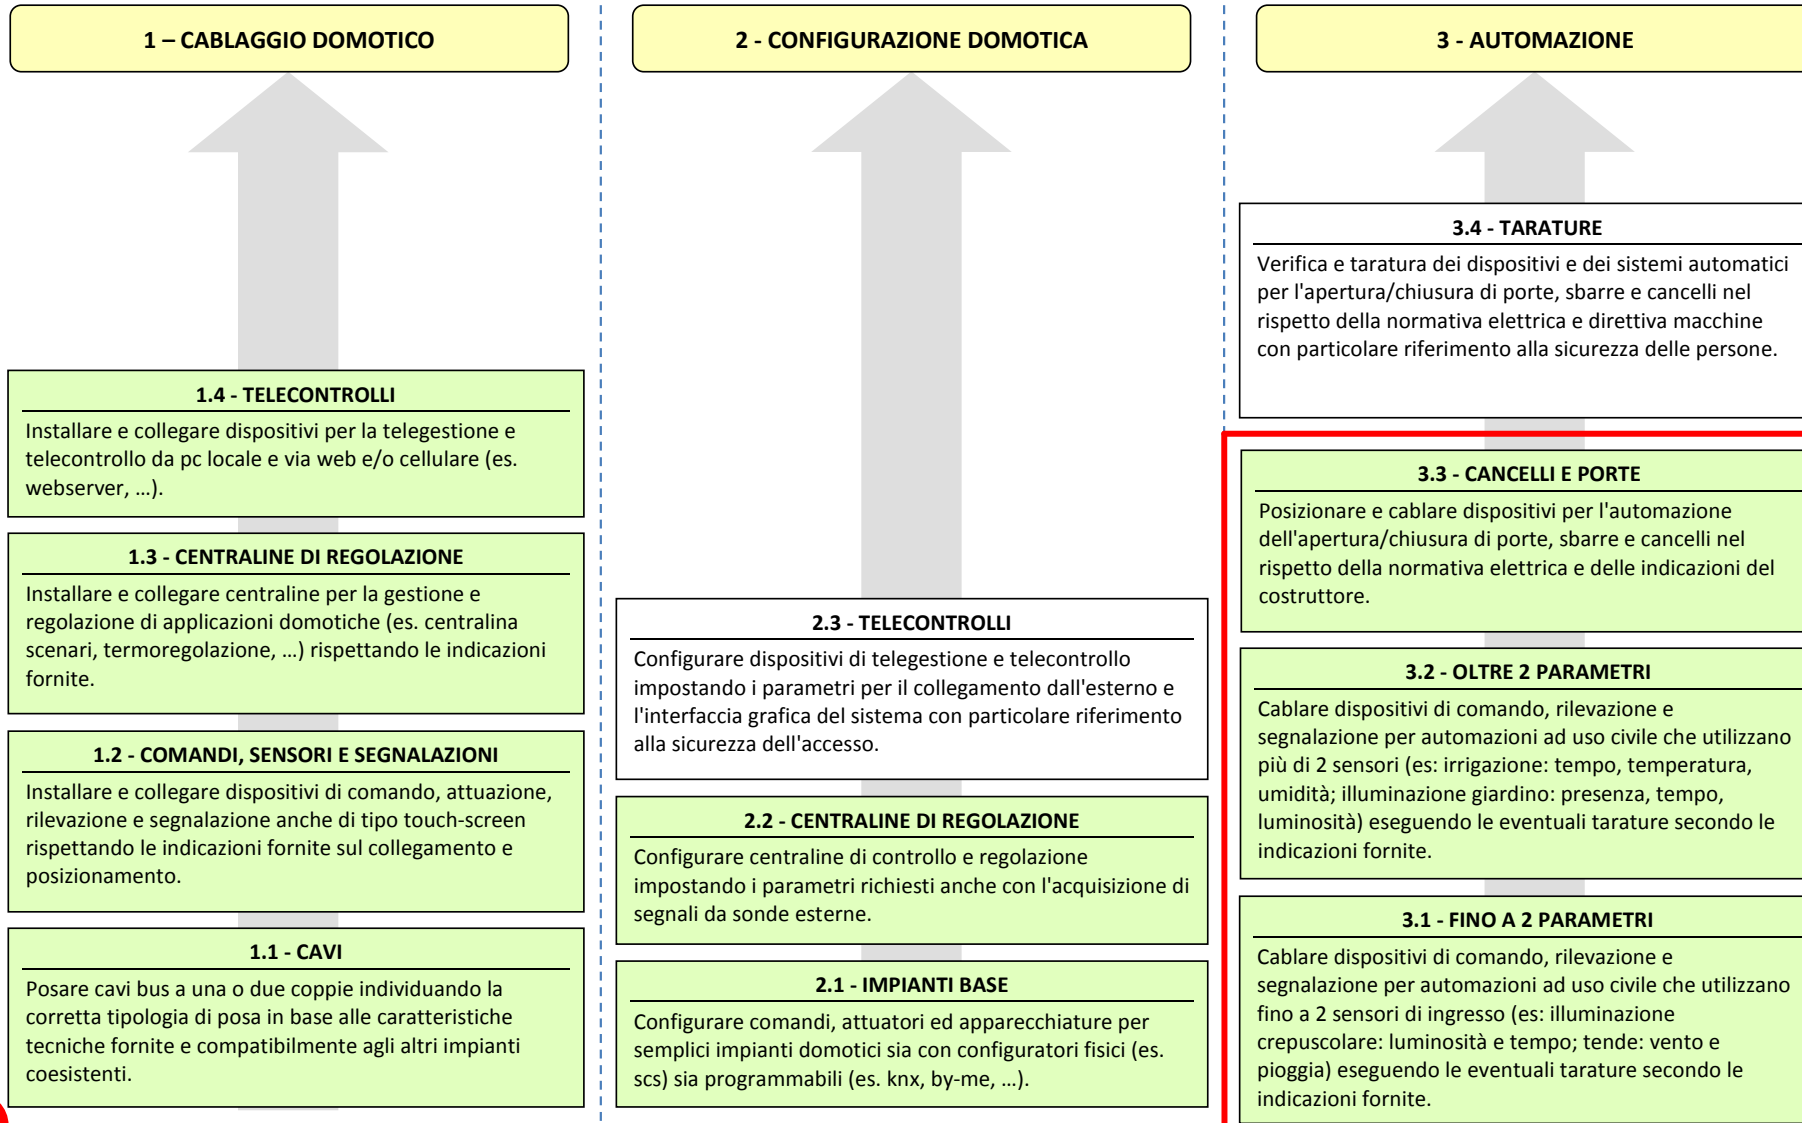 1 – CABLAGGIO DOMOTICO
1.4 - TELECONTROLLI
Installare e collegare dispositivi per la telegestione e
telecontrollo da pc locale e via web e/o cellulare (es.
webserver, …).
1.3 - CENTRALINE DI REGOLAZIONE
Installare e collegare centraline per la gestione e
regolazione di applicazioni domotiche (es. centralina
scenari, termoregolazione, …) rispettando le indicazioni
fornite.
1.2 - COMANDI, SENSORI E SEGNALAZIONI
Installare e collegare dispositivi di comando, attuazione,
rilevazione e segnalazione anche di tipo touch-screen
rispettando le indicazioni fornite sul collegamento e
posizionamento.
1.1 - CAVI
Posare cavi bus a una o due coppie individuando la
corretta tipologia di posa in base alle caratteristiche
tecniche fornite e compatibilmente agli altri impianti
coesistenti.
2 - CONFIGURAZIONE DOMOTICA
2.3 - TELECONTROLLI
Configurare dispositivi di telegestione e telecontrollo
impostando i parametri per il collegamento dall'esterno e
l'interfaccia grafica del sistema con particolare riferimento
alla sicurezza dell'accesso.
2.2 - CENTRALINE DI REGOLAZIONE
Configurare centraline di controllo e regolazione
impostando i parametri richiesti anche con l'acquisizione di
segnali da sonde esterne.
2.1 - IMPIANTI BASE
Configurare comandi, attuatori ed apparecchiature per
semplici impianti domotici sia con configuratori fisici (es.
scs) sia programmabili (es. knx, by-me, …).
3 - AUTOMAZIONE
3.4 - TARATURE
Verifica e taratura dei dispositivi e dei sistemi automatici
per l'apertura/chiusura di porte, sbarre e cancelli nel
rispetto della normativa elettrica e direttiva macchine
con particolare riferimento alla sicurezza delle persone.
3.3 - CANCELLI E PORTE
Posizionare e cablare dispositivi per l'automazione
dell'apertura/chiusura di porte, sbarre e cancelli nel
rispetto della normativa elettrica e delle indicazioni del
costruttore.
3.2 - OLTRE 2 PARAMETRI
Cablare dispositivi di comando, rilevazione e
segnalazione per automazioni ad uso civile che utilizzano
più di 2 sensori (es: irrigazione: tempo, temperatura,
umidità; illuminazione giardino: presenza, tempo,
luminosità) eseguendo le eventuali tarature secondo le
indicazioni fornite.
3.1 - FINO A 2 PARAMETRI
Cablare dispositivi di comando, rilevazione e
segnalazione per automazioni ad uso civile che utilizzano
fino a 2 sensori di ingresso (es: illuminazione
crepuscolare: luminosità e tempo; tende: vento e
pioggia) eseguendo le eventuali tarature secondo le
indicazioni fornite.